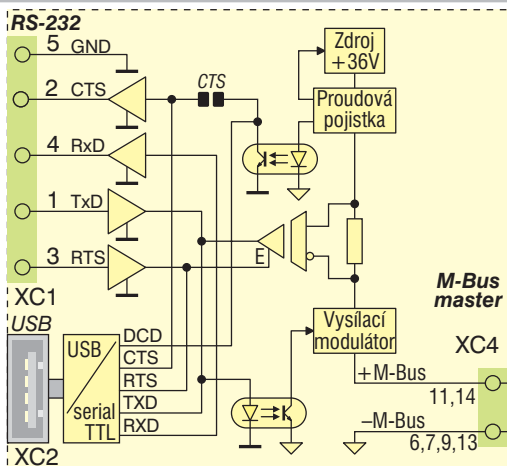 RS-232
5 GND
2 CTS
4 RxD
1 TxD
3 RTS
XC1
CTS
Zdroj
+36V
Proudová
pojistka
E
Vysílací
modulátor
M-Bus
master
XC4
+M-Bus
11,14
–M-Bus
6,7,9,13
USB
XC2
USB
serial
TTL
DCD
CTS
RTS
TXD
RXD